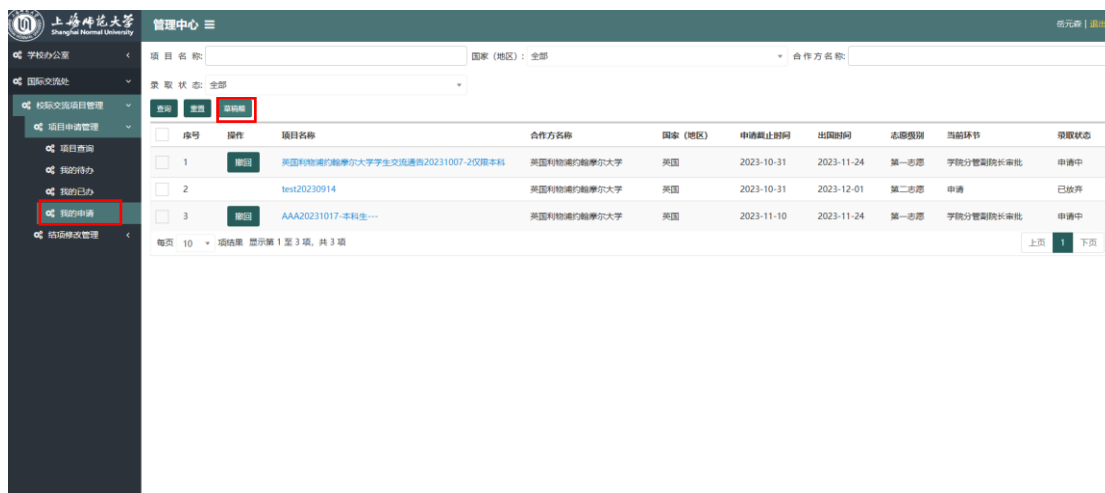 上海师范大学
Shanghai Normal University
管理中心
岳元森 | 退出
学校办公室
国际交流处
校际交流项目管理
项目申请管理
项目查询
我的待办
我的已办
我的申请
结项修改管理
项 目 名 称:
国家（地区）: 全部
合作方名称:
录 取 状 态: 全部
查询 重置 草稿箱
序号 操作 项目名称 合作方名称 国家（地区） 申请截止时间 出国时间 志愿级别 当前环节 录取状态
1 撤回 英国利物浦约翰摩尔大学学生交流通告20231007-2仅限本科 英国利物浦约翰摩尔大学 英国 2023-10-31 2023-11-24 第一志愿 学院分管副院长审批 申请中
2 test20230914 英国利物浦约翰摩尔大学 英国 2023-10-31 2023-12-01 第二志愿 申请 已放弃
3 撤回 AAA20231017-本科生--- 英国利物浦约翰摩尔大学 英国 2023-11-10 2023-11-24 第一志愿 学院分管副院长审批 申请中
每页 10 项结果 显示第 1 至 3 项, 共 3 项
上页 1 下页